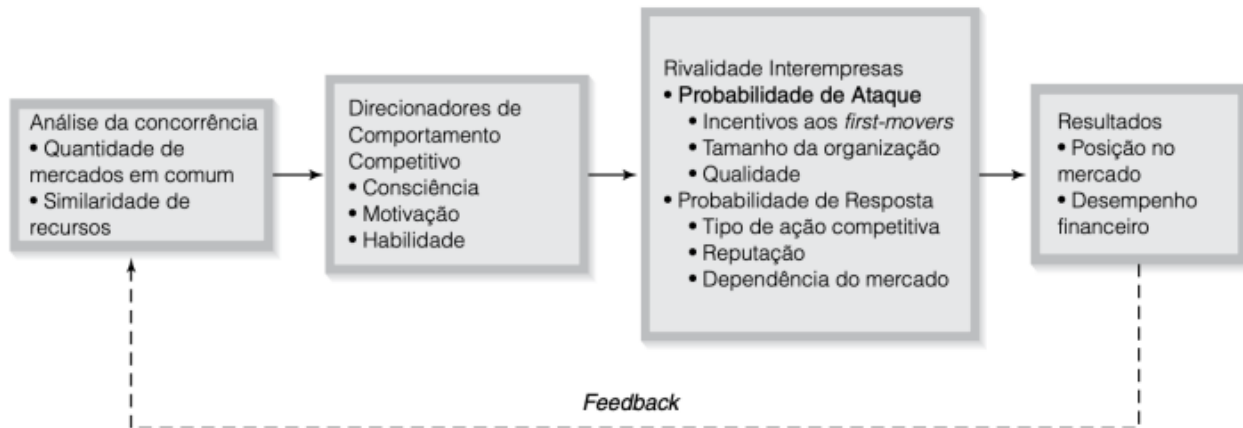 Análise da concorrência
• Quantidade de
mercados em comum
• Similaridade de
recursos
Direcionadores de
Comportamento
Competitivo
• Consciência
• Motivação
• Habilidade
Rivalidade Interempresas
• Probabilidade de Ataque
• Incentivos aos first-movers
• Tamanho da organização
• Qualidade
• Probabilidade de Resposta
• Tipo de ação competitiva
• Reputação
• Dependência do mercado
Resultados
• Posição no
mercado
• Desempenho
financeiro
Feedback